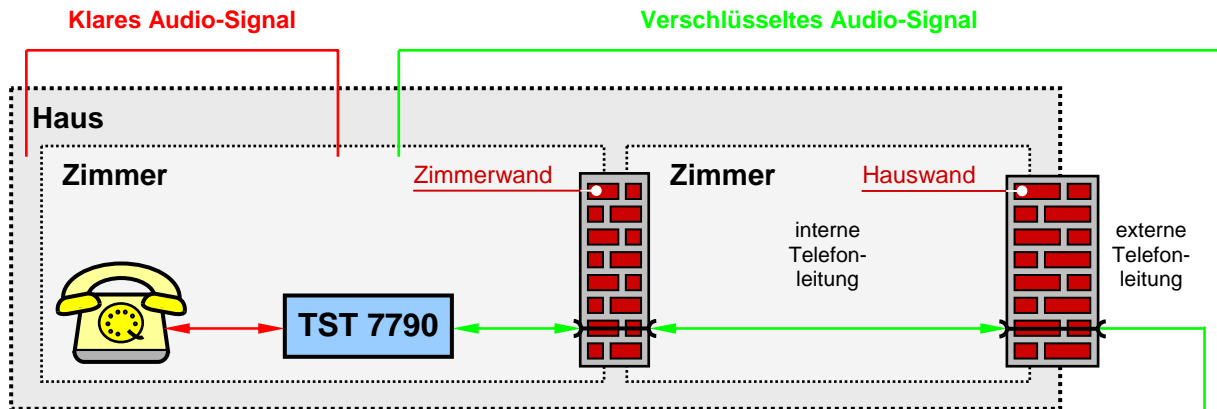 Klares Audio-Signal
Verschlüsseltes Audio-Signal
Haus
Zimmer
Zimmerwand
Zimmer
Hauswand
interne
Telefon-
leitung
externe
Telefon-
leitung
TST 7790